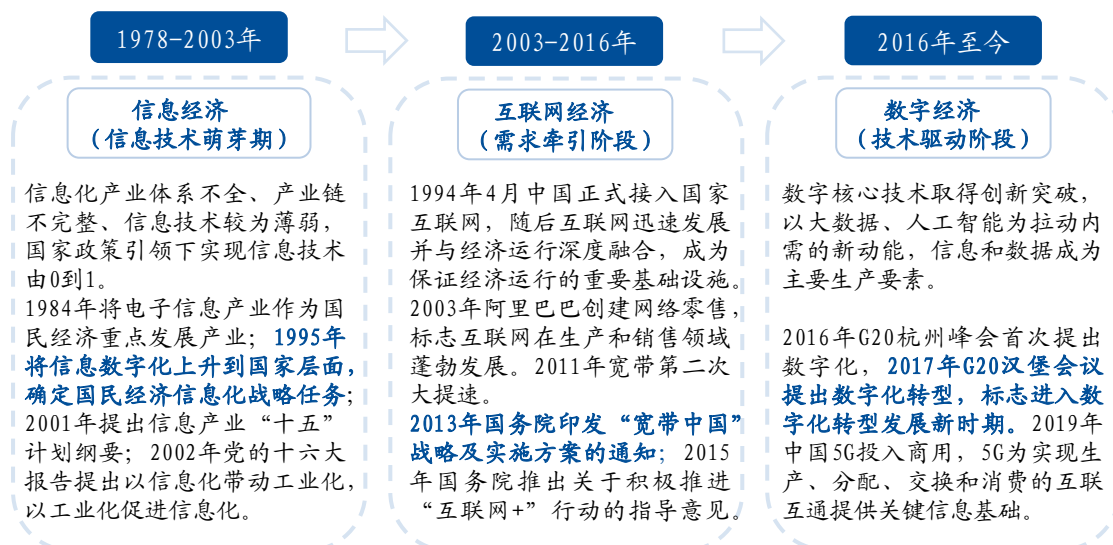 1978-2003年
信息经济
（信息技术萌芽期）
信息化产业体系不全、产业链
不完整、信息技术较为薄弱，
国家政策引领下实现信息技术
由0到1。
1984年将电子信息产业作为国
民经济重点发展产业；1995年
将信息数字化上升到国家层面，
确定国民经济信息化战略任务；
2001年提出信息产业“十五”
计划纲要；2002年党的十六大
报告提出以信息化带动工业化，
以工业化促进信息化。
2003-2016年
互联网经济
（需求牵引阶段）
1994年4月中国正式接入国家
互联网，随后互联网迅速发展
并与经济运行深度融合，成为
保证经济运行的重要基础设施。
2003年阿里巴巴创建网络零售，
标志互联网在生产和销售领域
蓬勃发展。2011年宽带第二次
大提速。
2013年国务院印发“宽带中国”
战略及实施方案的通知；2015
年国务院推出关于积极推进
“互联网+”行动的指导意见。
2016年至今
数字经济
（技术驱动阶段）
数字核心技术取得创新突破，
以大数据、人工智能为拉动内
需的新动能，信息和数据成为
主要生产要素。
2016年G20杭州峰会首次提出
数字化，2017年G20汉堡会议
提出数字化转型，标志进入数
字化转型发展新时期。2019年
中国5G投入商用，5G为实现生
产、分配、交换和消费的互联
互通提供关键信息基础。